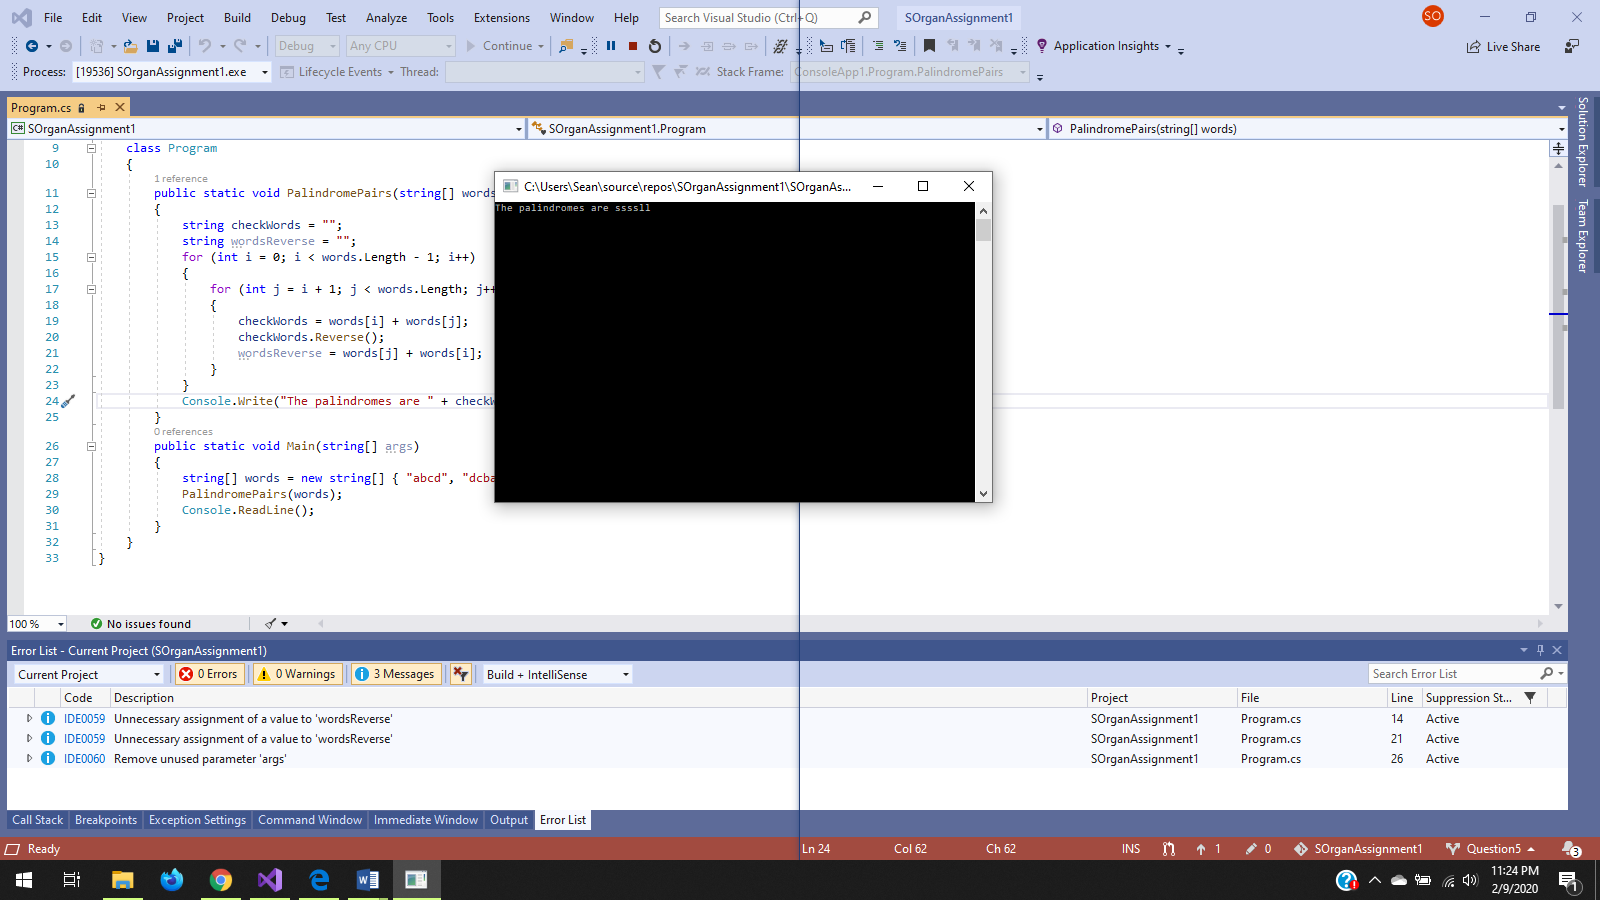 File Edit View Project Build Debug Test Analyze Tools Extensions Window Help Search Visual Studio (Ctrl+Q) SOrganAssignment1 SO
Debug Any CPU Continue Application Insights Live Share
Process: [19536] SOrganAssignment1.exe Lifecycle Events Thread: Stack Frame: ConsoleApp1.Program.PalindromePairs
Program.cs
C# SOrganAssignment1 SOrganAssignment1.Program PalindromePairs(string[] words)
Solution Explorer
Team Explorer
9 class Program
10 {
1 reference
11 public static void PalindromePairs(string[] words
12 {
13 string checkWords = "";
14 string wordsReverse = "";
15 for (int i = 0; i < words.Length - 1; i++)
16 {
17 for (int j = i + 1; j < words.Length; j++
18 {
19 checkWords = words[i] + words[j];
20 checkWords.Reverse();
21 wordsReverse = words[j] + words[i];
22 }
23 }
24 Console.Write("The palindromes are " + checkW
25 }
0 references
26 public static void Main(string[] args)
27 {
28 string[] words = new string[] { "abcd", "dcba
29 PalindromePairs(words);
30 Console.ReadLine();
31 }
32 }
33 }
C:\Users\Sean\source\repos\SOrganAssignment1\SOrganAs...
The palindromes are ssssll
100 % No issues found
Error List - Current Project (SOrganAssignment1)
Current Project 0 Errors 0 Warnings 3 Messages Build + IntelliSense Search Error List
Code Description Project File Line Suppression St...
IDE0059 Unnecessary assignment of a value to 'wordsReverse' SOrganAssignment1 Program.cs 14 Active
IDE0059 Unnecessary assignment of a value to 'wordsReverse' SOrganAssignment1 Program.cs 21 Active
IDE0060 Remove unused parameter 'args' SOrganAssignment1 Program.cs 26 Active
Call Stack Breakpoints Exception Settings Command Window Immediate Window Output Error List
Ready Ln 24 Col 62 Ch 62 INS 1 0 SOrganAssignment1 Question5 3
11:24 PM
2/9/2020
1